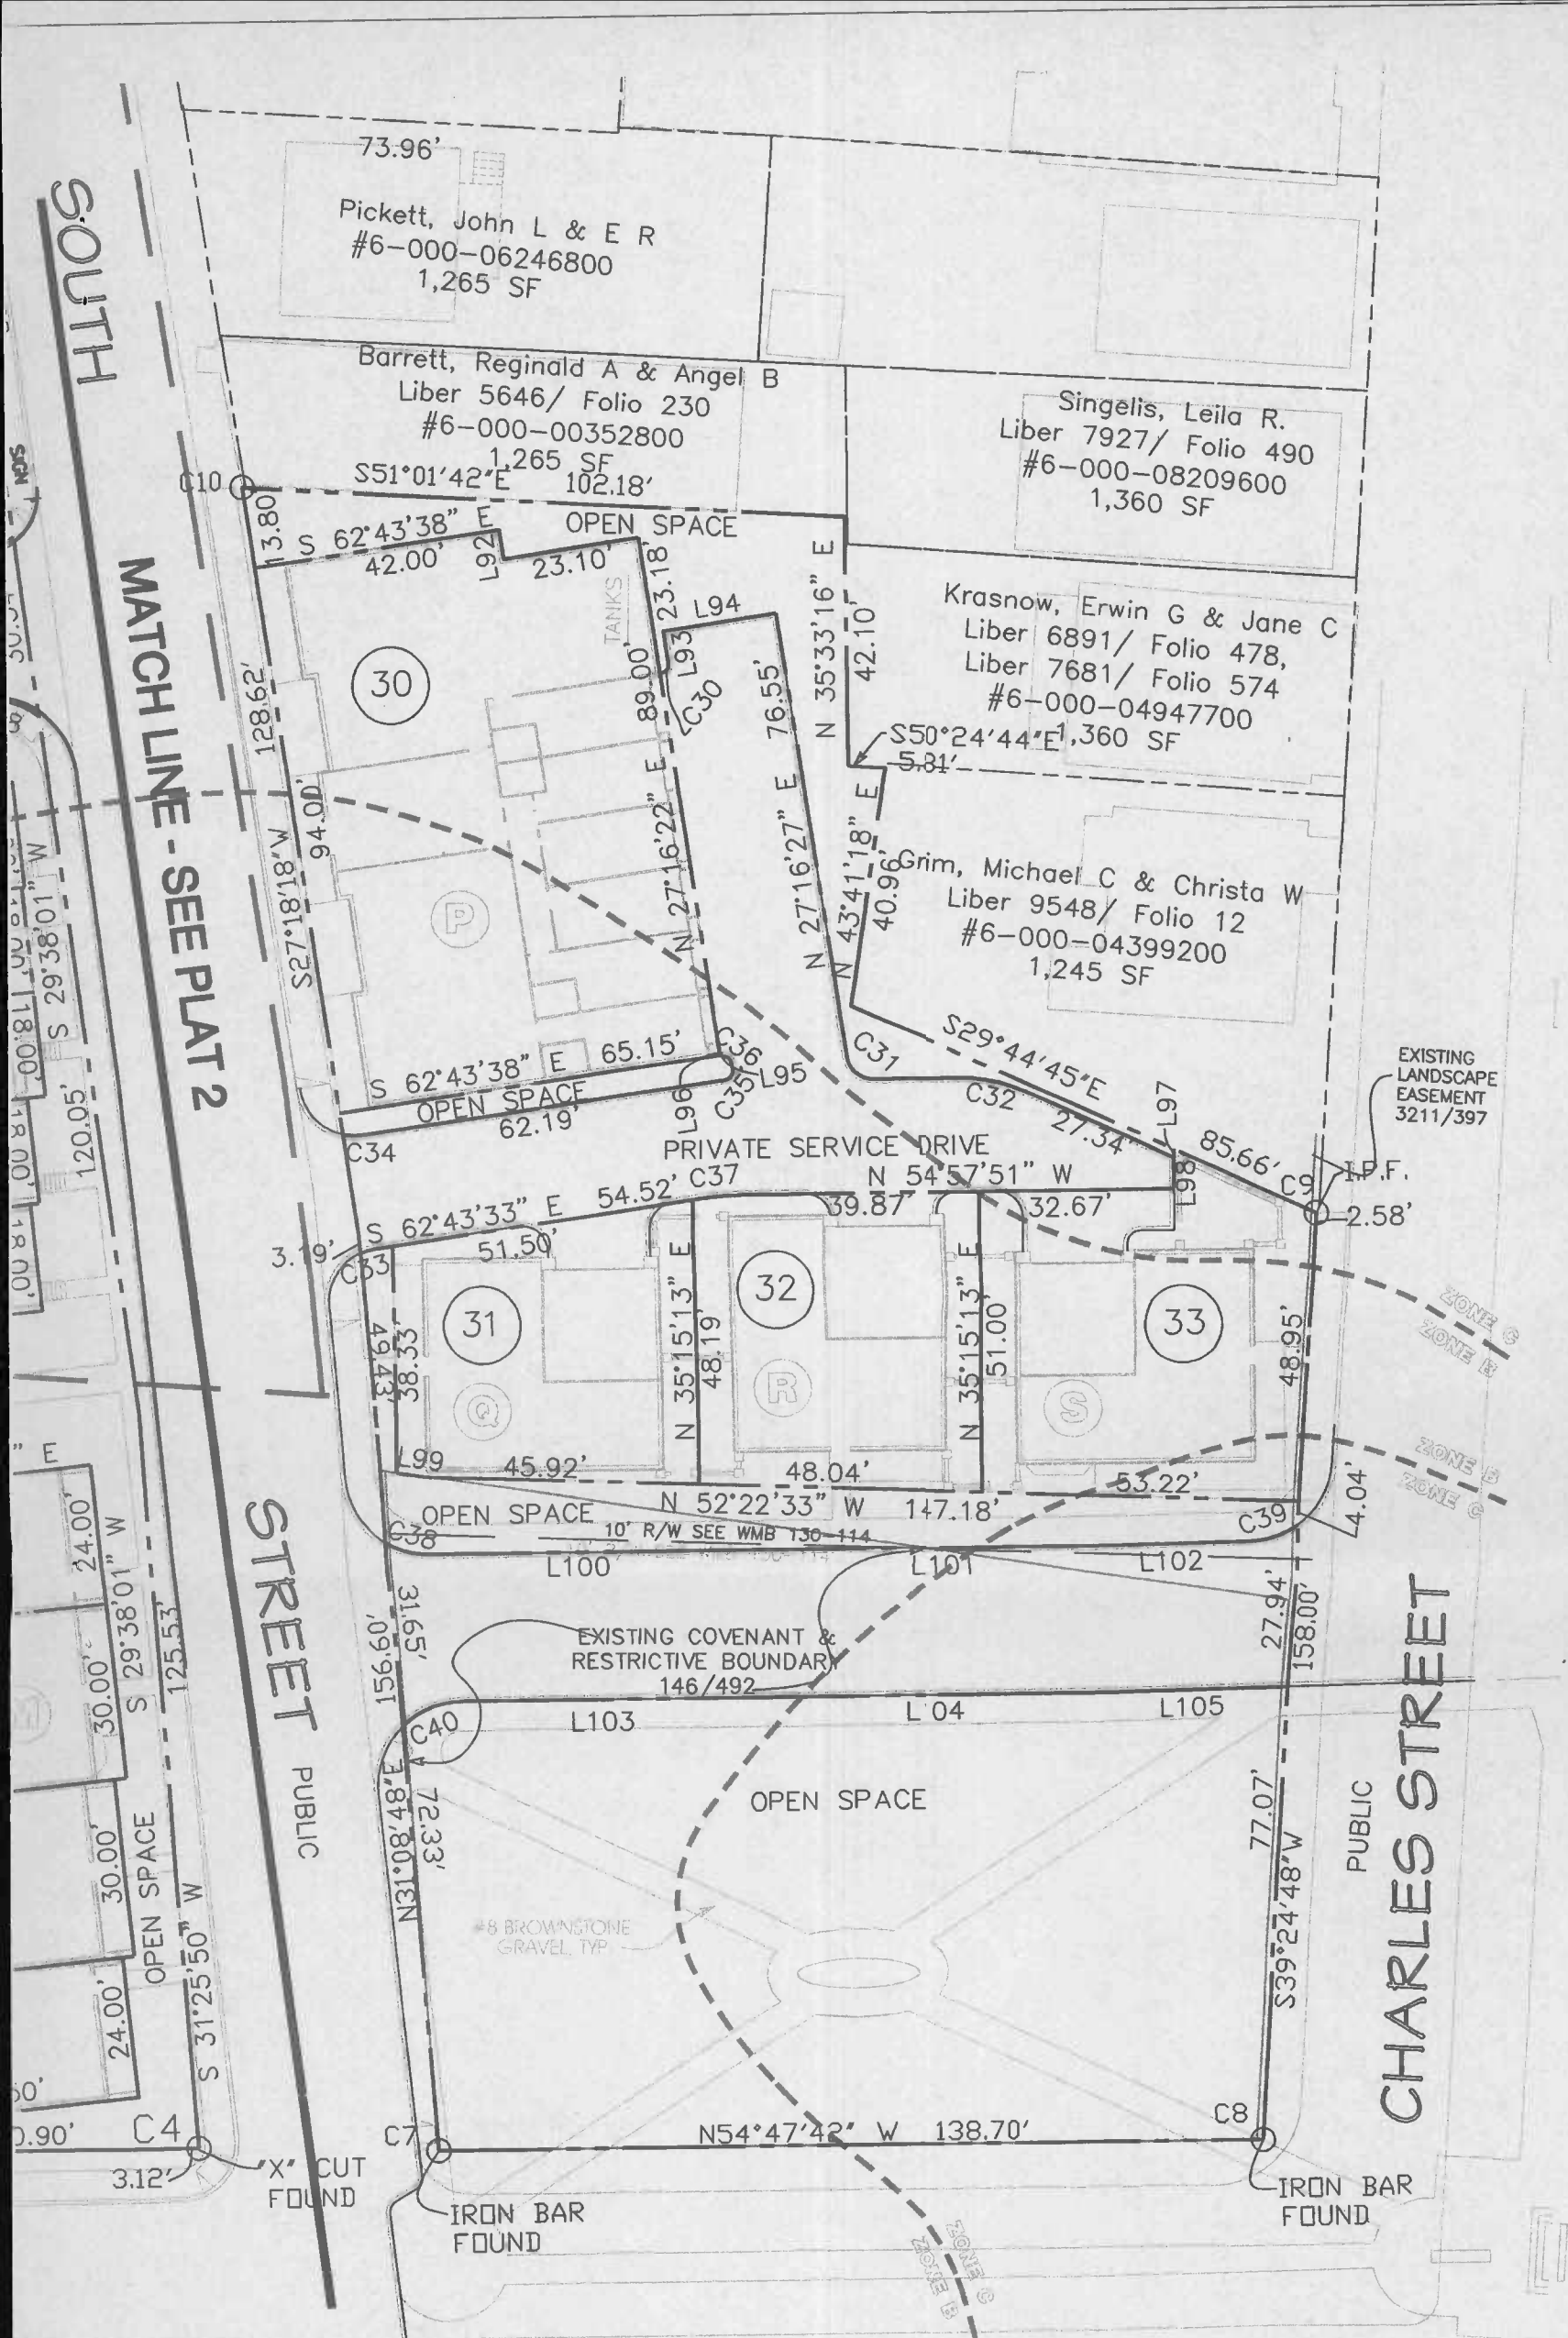 73.96'
Pickett, John L & E R
#6-000-06246800
1,265 SF
SOUTH
Barrett, Reginald A & Angel B
Liber 5646/ Folio 230
#6-000-00352800
1,265 SF
Singelis, Leila R.
Liber 7927/ Folio 490
#6-000-08209600
1,360 SF
SIGN
C10
S51°01'42"E 102.18'
13.80'
S 62°43'38" E
42.00'
L92
OPEN SPACE
23.10'
23.18'
TANKS
L94
L93
C30
89.00'
N 27°16'22" E
76.55'
N 27°16'27" E
N 35°33'16" E
42.10'
Krasnow, Erwin G & Jane C
Liber 6891/ Folio 478,
Liber 7681/ Folio 574
#6-000-04947700
1,360 SF
S50°24'44"E
5.81'
MATCH LINE - SEE PLAT 2
30
128.62'
S27°18'18"W
94.00'
P
N 43°41'18" E
40.96'
Grim, Michael C & Christa W
Liber 9548/ Folio 12
#6-000-04399200
1,245 SF
S 29°38'01" W
120.05'
18.00'
18.00'
18.00'
18.00'
S 62°43'38" E 65.15'
OPEN SPACE
62.19'
C36
C35
L95
L96
C34
C31
C32
S29°44'45"E
27.34'
L97
L98
85.66'
C9
EXISTING
LANDSCAPE
EASEMENT
3211/397
I.P.F.
2.58'
PRIVATE SERVICE DRIVE
S 62°43'33" E 54.52' C37
N 54°57'51" W
39.87'
32.67'
3.19'
C33
51.50'
31
32
33
Q
R
S
49.43'
38.33'
N 35°15'13" E
48.19'
N 35°15'13" E
51.00'
48.95'
ZONE C
ZONE B
ZONE B
ZONE C
L99
45.92'
48.04'
53.22'
OPEN SPACE
N 52°22'33" W 147.18'
10' R/W SEE WMB 130-114
C38
C39
4.04'
L100
L101
L102
STREET
PUBLIC
24.00'
30.00'
S 29°38'01" W
125.53'
156.60'
31.65'
EXISTING COVENANT &
RESTRICTIVE BOUNDARY
146/492
27.94'
158.00'
C40
L103
L'04
L105
OPEN SPACE
N31°08'48"E
72.33'
77.07'
S39°24'48"W
PUBLIC
CHARLES STREET
#8 BROWNSTONE
GRAVEL, TYP
30.00'
24.00'
OPEN SPACE
S 31°25'50" W
C4
3.12'
"X" CUT
FOUND
C7
N54°47'42" W 138.70'
C8
IRON BAR
FOUND
IRON BAR
FOUND
ZONE C
ZONE B